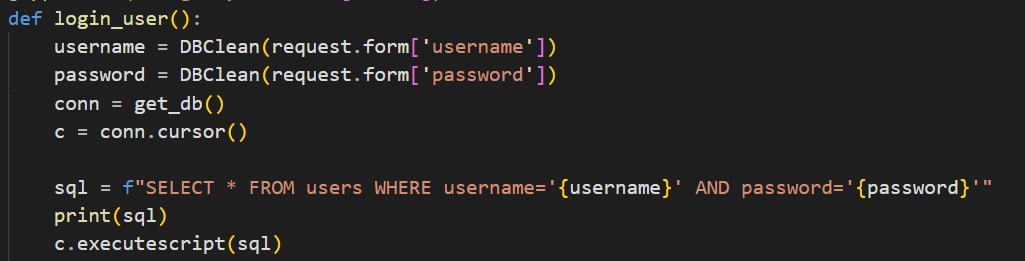 def login_user():
    username = DBClean(request.form['username'])
    password = DBClean(request.form['password'])
    conn = get_db()
    c = conn.cursor()
    sql = f"SELECT * FROM users WHERE username='{username}' AND password='{password}'"
    print(sql)
    c.executescript(sql)